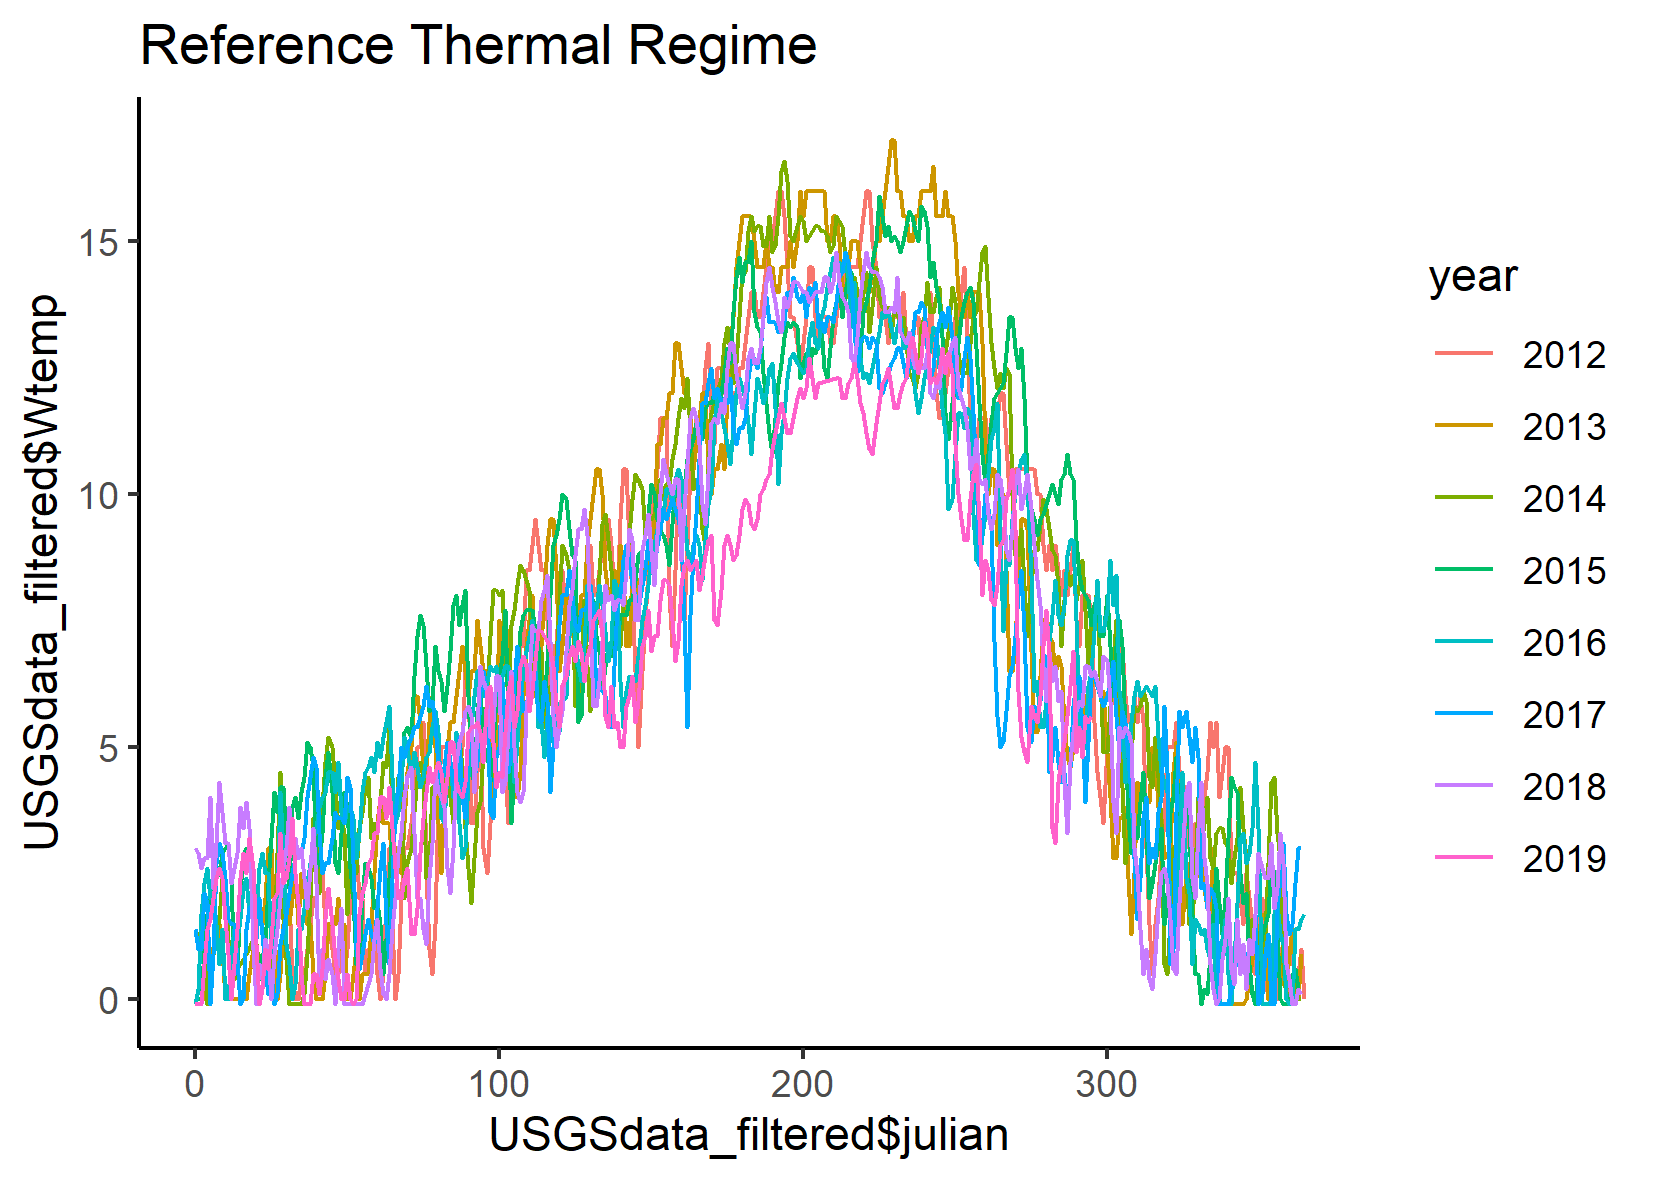 Reference Thermal Regime
USGSdata_filtered$Wtemp
15
10
5
0
0 100 200 300
USGSdata_filtered$julian
year
2012
2013
2014
2015
2016
2017
2018
2019